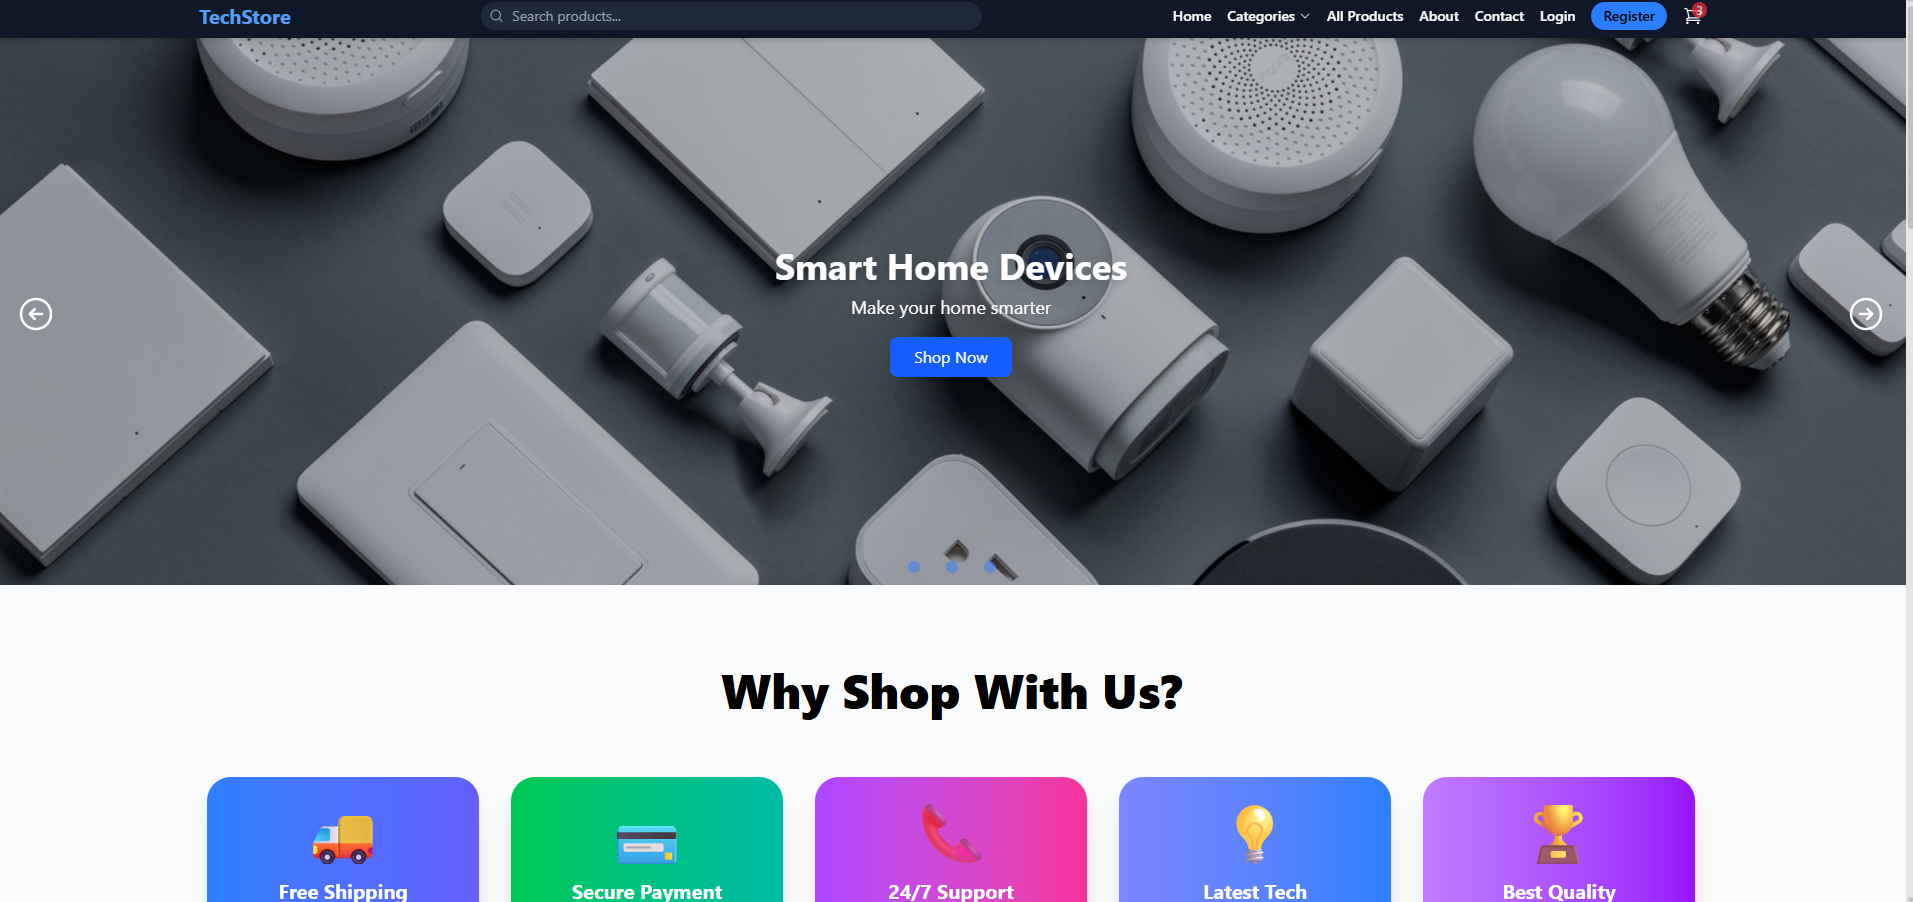 TechStore
Search products...
Home Categories All Products About Contact Login Register 3
Smart Home Devices
Make your home smarter
Shop Now
Why Shop With Us?
Free Shipping
Secure Payment
24/7 Support
Latest Tech
Best Quality